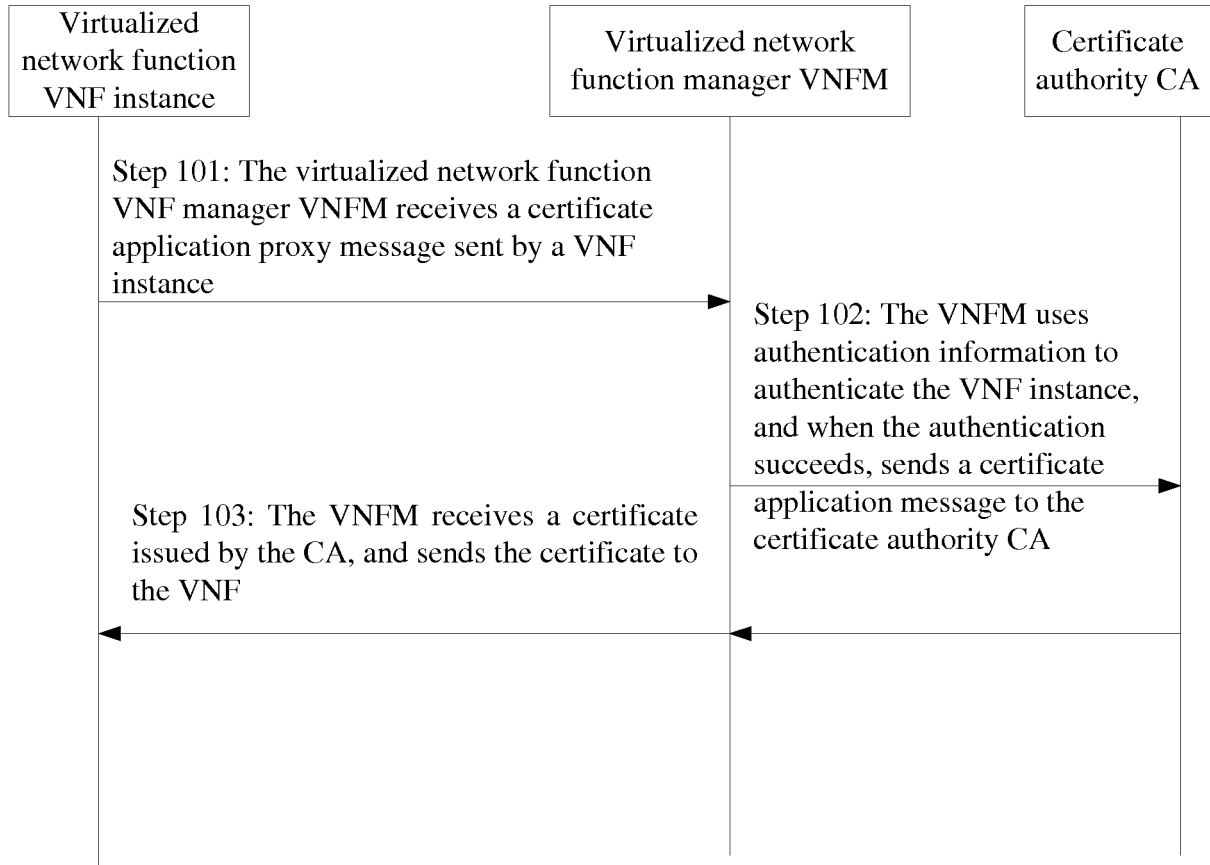 Virtualized
network function
VNF instance
Virtualized network
function manager VNFM
Certificate
authority CA
Step 101: The virtualized network function
VNF manager VNFM receives a certificate
application proxy message sent by a VNF
instance
Step 102: The VNFM uses
authentication information to
authenticate the VNF instance,
and when the authentication
succeeds, sends a certificate
application message to the
certificate authority CA
Step 103: The VNFM receives a certificate
issued by the CA, and sends the certificate to
the VNF